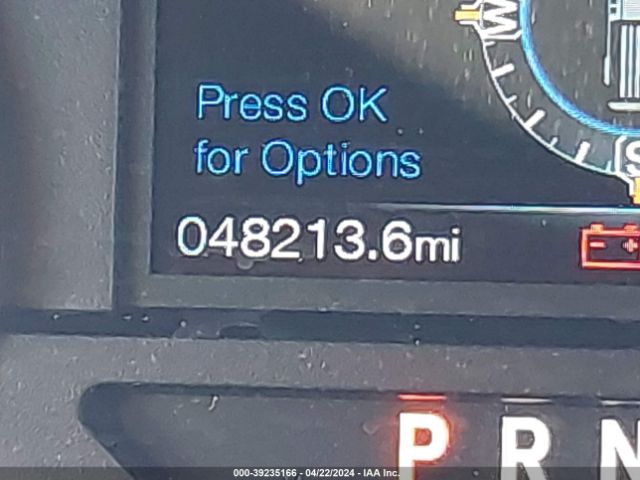 W
Press OK
for Options
S
048213.6mi
P R N
000-39235166 - 04/22/2024 - IAA Inc.